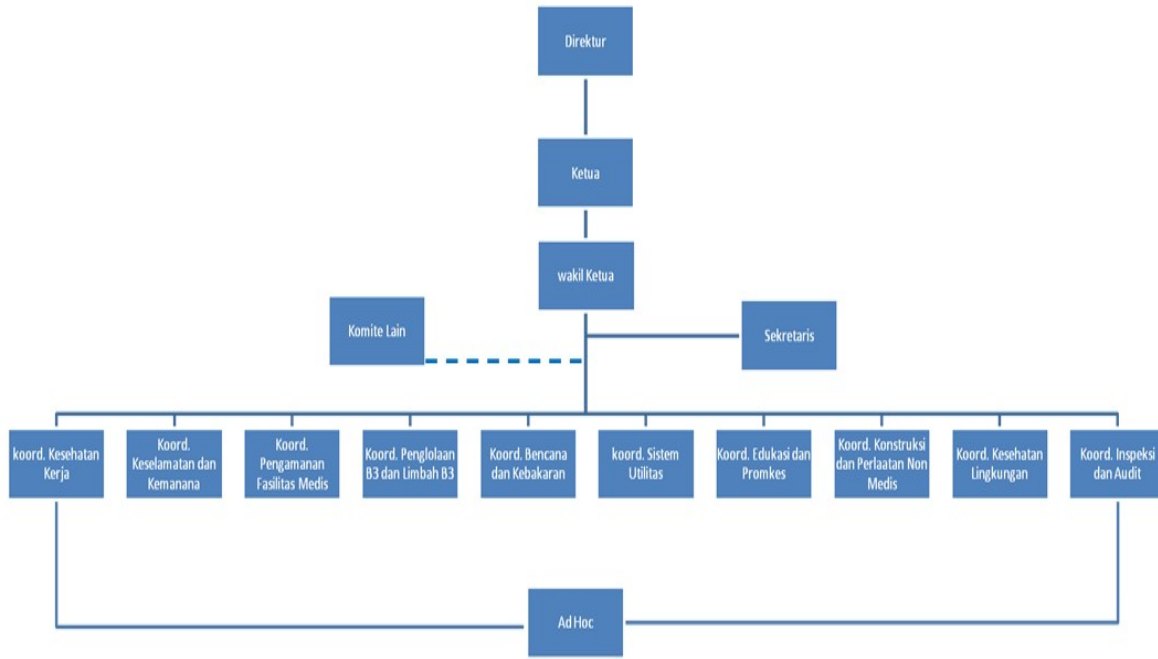 Direktur
Ketua
wakil Ketua
Komite Lain
Sekretaris
koord. Kesehatan
Kerja
Koord.
Keselamatan dan
Kemanana
Koord.
Pengamanan
Fasilitas Medis
Koord. Penglolaan
B3 dan Limbah B3
Koord. Bencana
dan Kebakaran
koord. Sistem
Utilitas
Koord. Edukasi dan
Promkes
Koord. Konstruksi
dan Perlaatan Non
Medis
Koord. Kesehatan
Lingkungan
Koord. Inspeksi
dan Audit
Ad Hoc